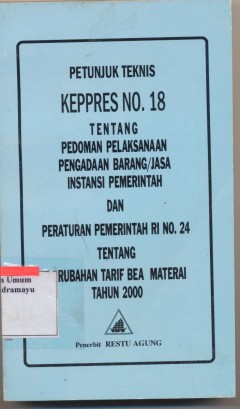 PETUNJUK TEKNIS
KEPPRES NO. 18
TENTANG
PEDOMAN PELAKSANAAN
PENGADAAN BARANG/JASA
INSTANSI PEMERINTAH
DAN
PERATURAN PEMERINTAH RI NO. 24
TENTANG
RUBAHAN TARIF BEA MATERAI
TAHUN 2000
a Umum
dramayu
Penerbit RESTU AGUNG